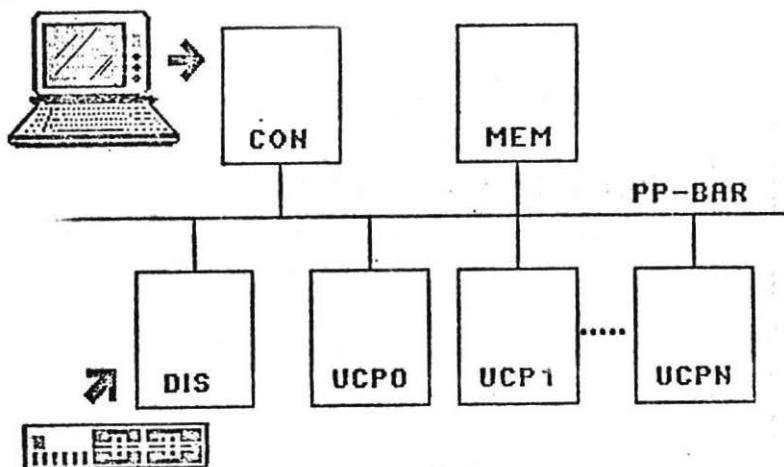 CON
MEM
PP-BAR
DIS
UCP0
UCP1
.....
UCPN